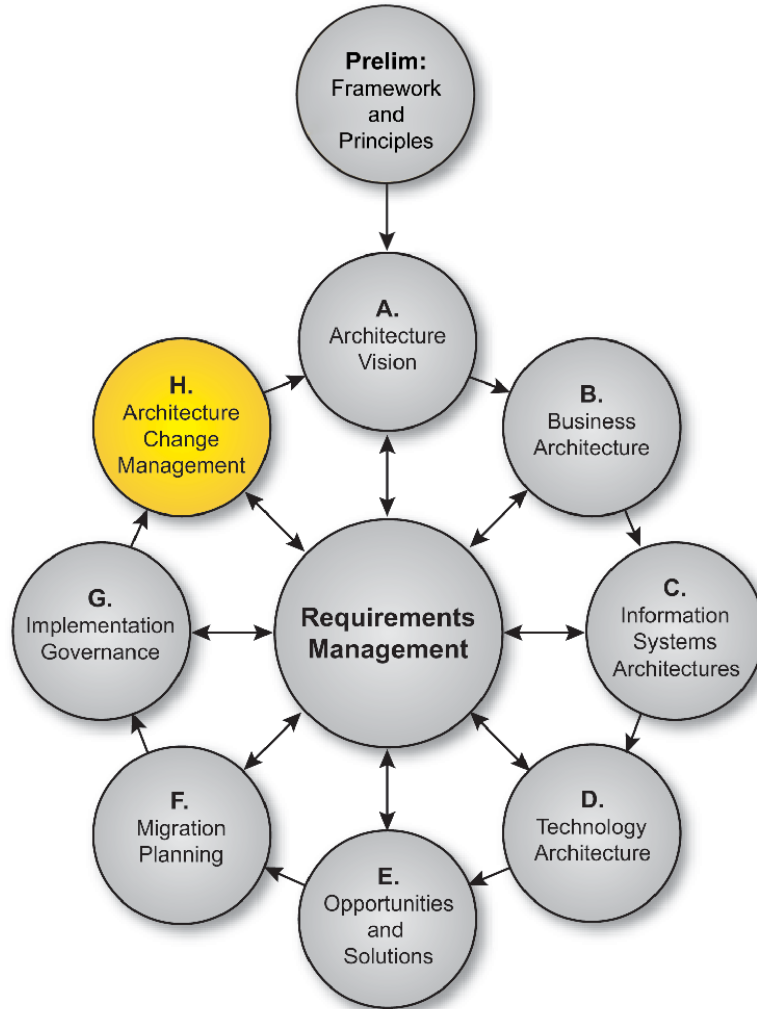 Prelim:
Framework
and
Principles
A.
Architecture
Vision
H.
Architecture
Change
Management
B.
Business
Architecture
G.
Implementation
Governance
Requirements
Management
C.
Information
Systems
Architectures
F.
Migration
Planning
D.
Technology
Architecture
E.
Opportunities
and
Solutions